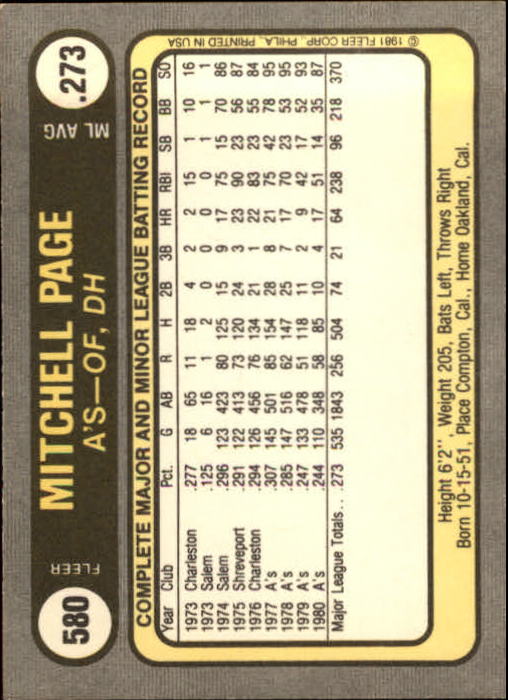 580
FLEER
MITCHELL PAGE
A'S—OF, DH
ML AVG
.273
COMPLETE MAJOR AND MINOR LEAGUE BATTING RECORD
Year Club Pct. G AB R H 2B 3B HR RBI SB BB SO
1973 Charleston .277 18 65 11 18 4 2 2 15 1 10 16
1973 Salem .125 6 16 1 2 0 0 0 0 1 1 1
1974 Salem .296 123 423 80 125 15 9 17 75 15 70 86
1975 Shreveport .291 122 413 73 120 24 3 23 90 23 56 87
1976 Charleston .294 126 456 76 134 21 1 22 83 23 55 84
1977 A's .307 145 501 85 154 28 8 21 75 42 78 95
1978 A's .285 147 516 62 147 25 7 17 70 23 53 95
1979 A's .247 133 478 51 118 11 2 9 42 17 52 93
1980 A's .244 110 348 58 85 10 4 17 51 14 35 87
Major League Totals... .273 535 1843 256 504 74 21 64 238 96 218 370
Height 6'2'', Weight 205, Bats Left, Throws Right
Born 10-15-51, Place Compton, Cal., Home Oakland, Cal.
© 1981 FLEER CORP., PHILA., PRINTED IN USA